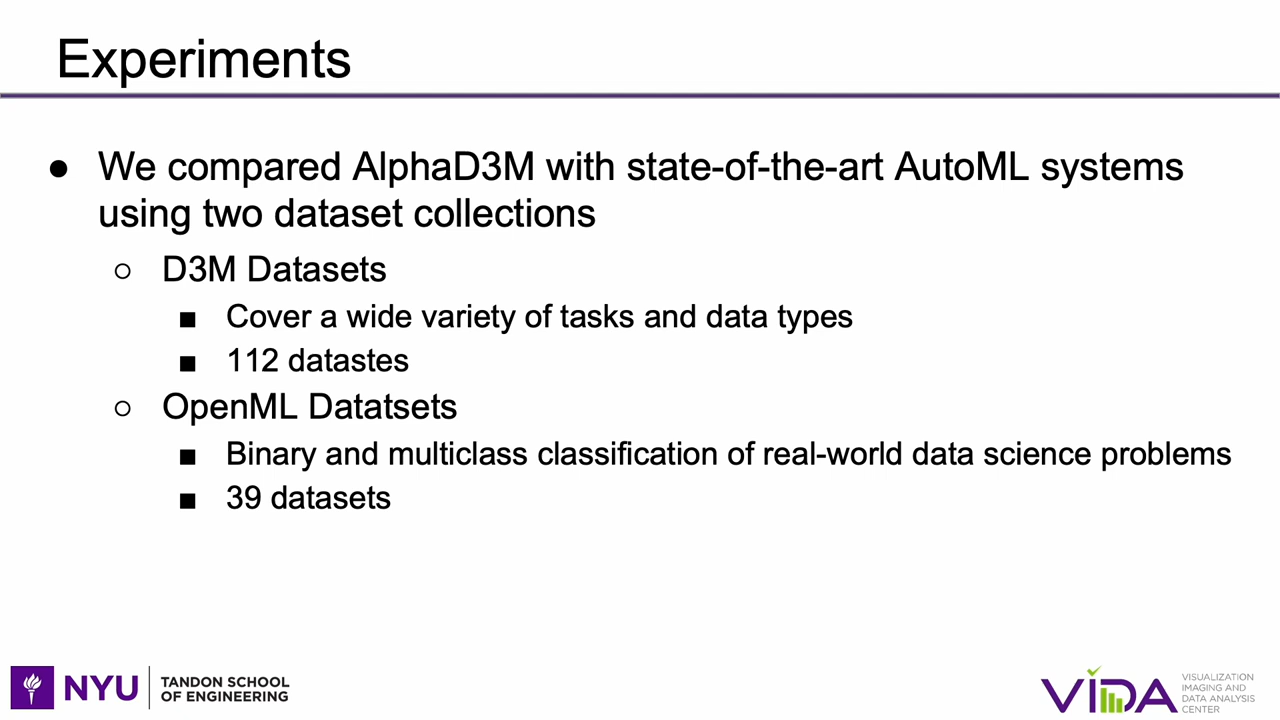 Experiments
● We compared AlphaD3M with state-of-the-art AutoML systems
using two dataset collections
○ D3M Datasets
■ Cover a wide variety of tasks and data types
■ 112 datastes
○ OpenML Datatsets
■ Binary and multiclass classification of real-world data science problems
■ 39 datasets
NYU
TANDON SCHOOL
OF ENGINEERING
VIDA
VISUALIZATION
IMAGING AND
DATA ANALYSIS
CENTER